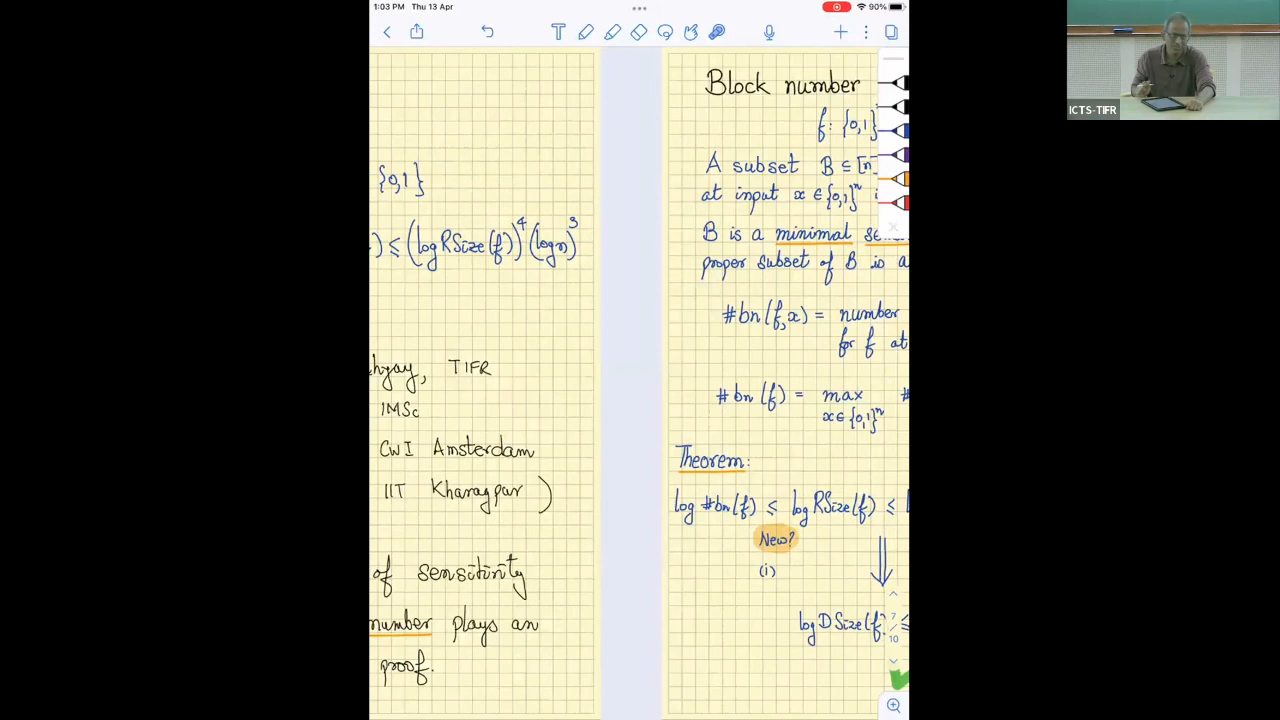 1:03 PM Thu 13 Apr
90%
{0,1}
) ≤ (log RSize(f))^4 (log n)^3
TIFR
IMSc
CWI Amsterdam
IIT Kharagpur )
of sensitivity
number plays an
proof.
Block number
f: {0,1}
A subset B ⊆ [n]
at input x ∈ {0,1}^n
B is a minimal
proper subset of B is a
#bn(f,x) = number
for f at
#bn(f) = max #
x∈{0,1}^n
Theorem:
log #bn(f) ≤ log RSize(f) ≤
New?
(i)
log DSize(f) ≤
7
10
ICTS-TIFR